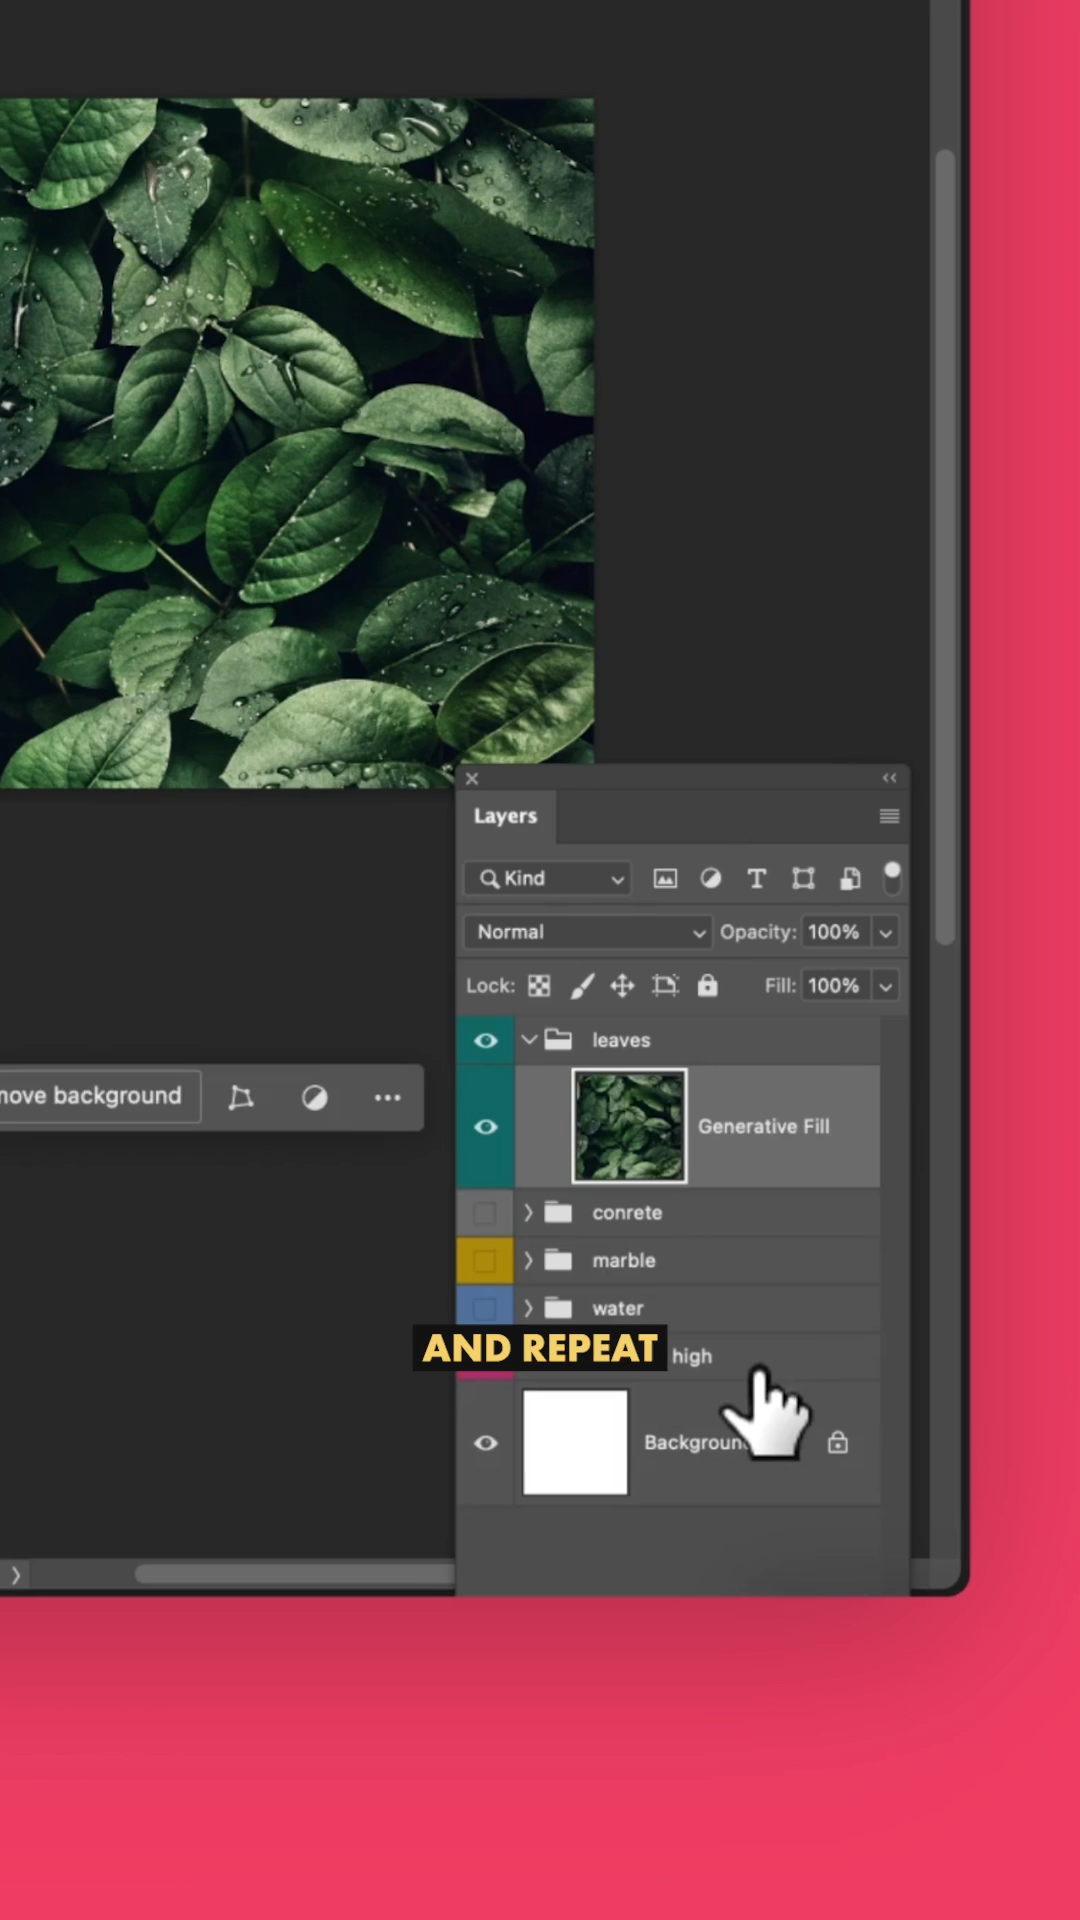 Layers
Kind
Normal
Opacity: 100%
Lock:
Fill: 100%
leaves
move background
Generative Fill
conrete
marble
water
AND REPEAT
high
Background